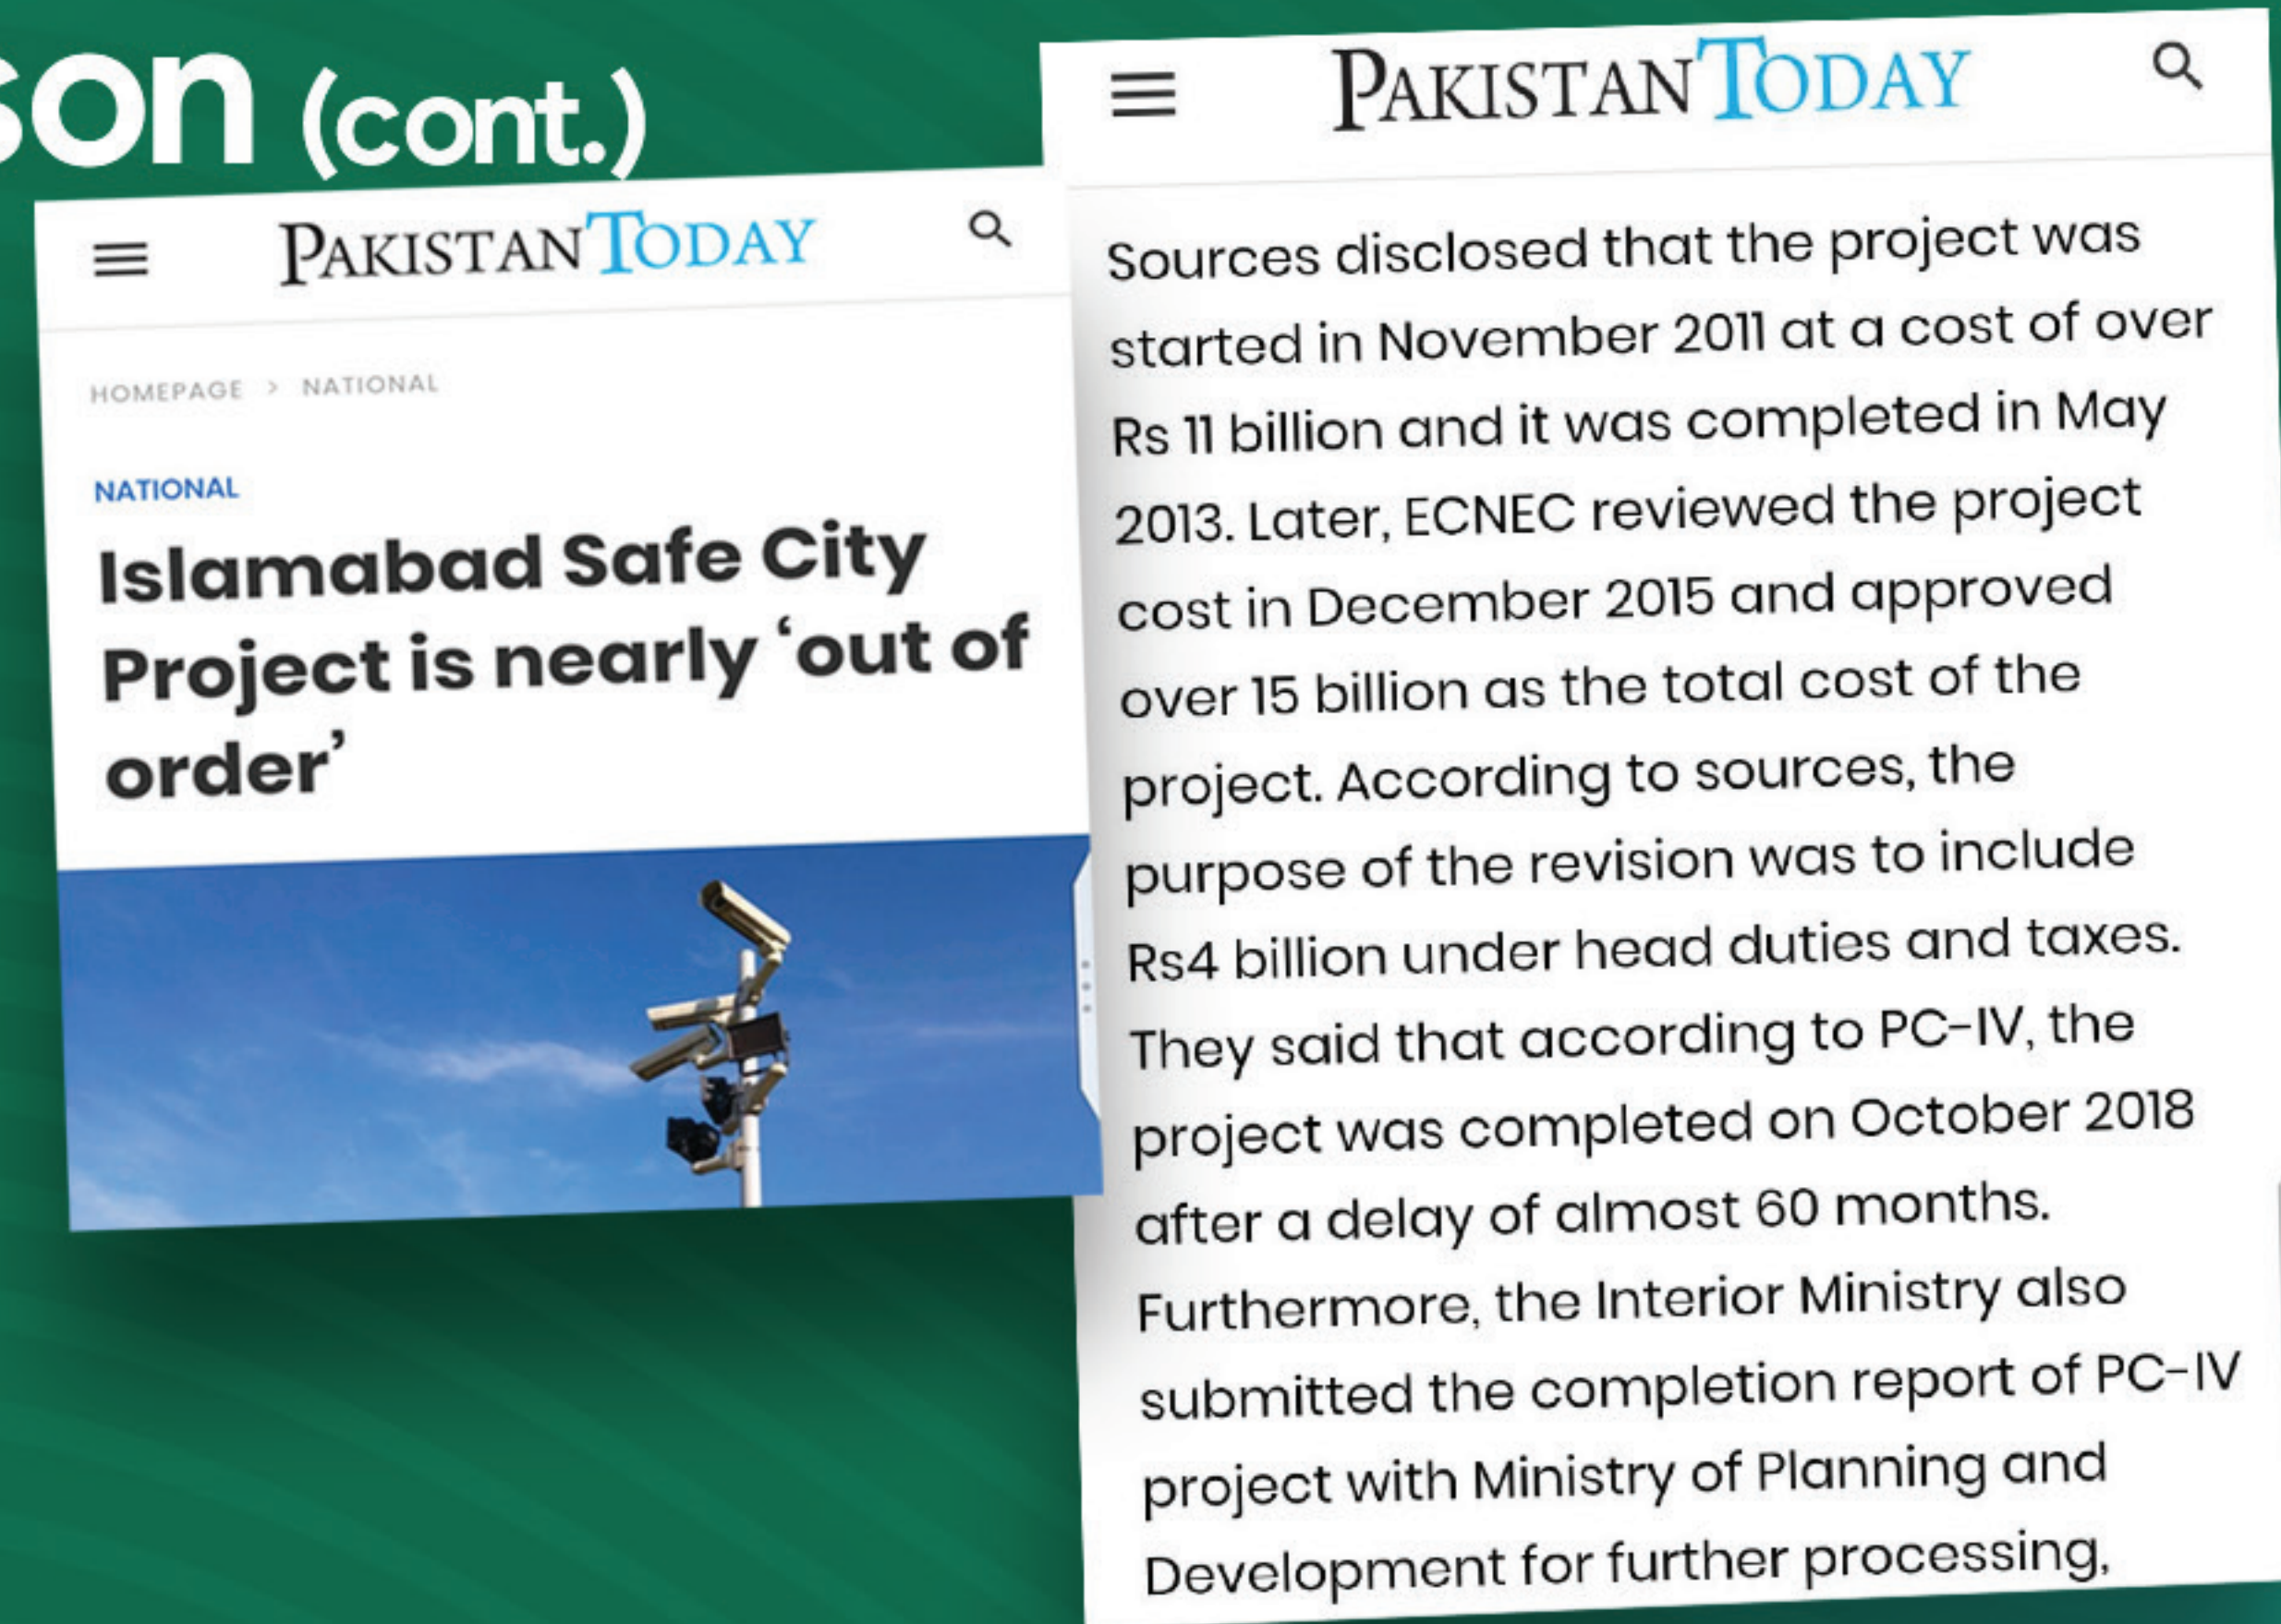 son (cont.)
PAKISTAN TODAY
HOMEPAGE > NATIONAL
NATIONAL
Islamabad Safe City
Project is nearly ‘out of
order’
PAKISTAN TODAY
Sources disclosed that the project was
started in November 2011 at a cost of over
Rs 11 billion and it was completed in May
2013. Later, ECNEC reviewed the project
cost in December 2015 and approved
over 15 billion as the total cost of the
project. According to sources, the
purpose of the revision was to include
Rs4 billion under head duties and taxes.
They said that according to PC-IV, the
project was completed on October 2018
after a delay of almost 60 months.
Furthermore, the Interior Ministry also
submitted the completion report of PC-IV
project with Ministry of Planning and
Development for further processing,